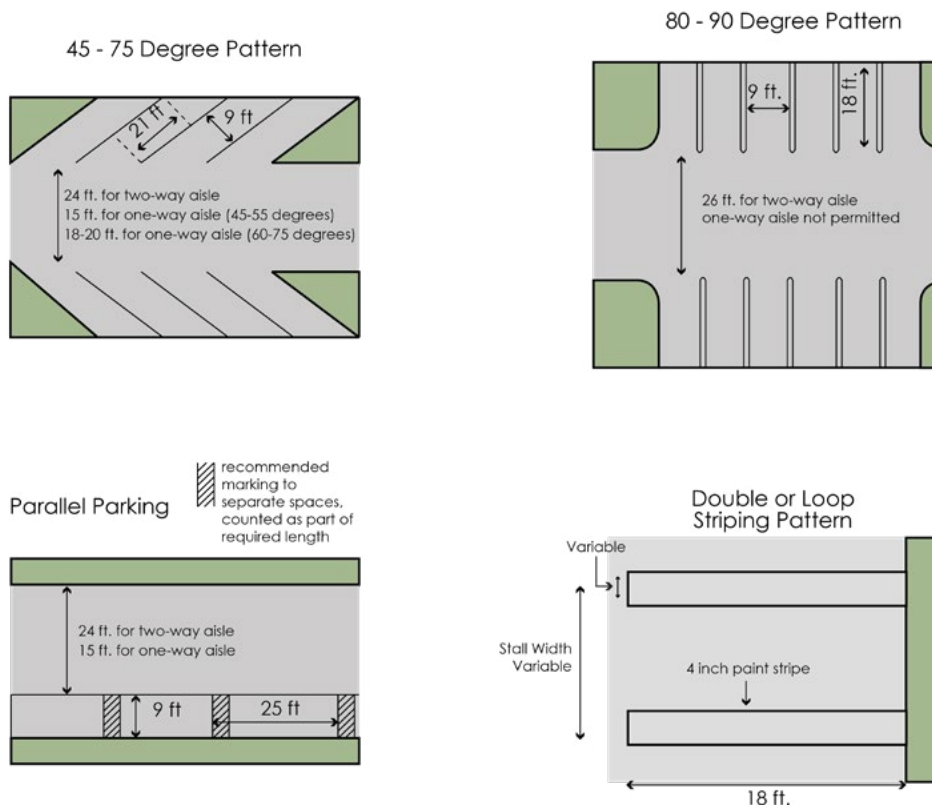 45 - 75 Degree Pattern
21 ft
9 ft
24 ft. for two-way aisle
15 ft. for one-way aisle (45-55 degrees)
18-20 ft. for one-way aisle (60-75 degrees)
80 - 90 Degree Pattern
9 ft.
18 ft.
26 ft. for two-way aisle
one-way aisle not permitted
Parallel Parking
recommended
marking to
separate spaces,
counted as part of
required length
24 ft. for two-way aisle
15 ft. for one-way aisle
9 ft
25 ft
Double or Loop
Striping Pattern
Variable
Stall Width
Variable
4 inch paint stripe
18 ft.